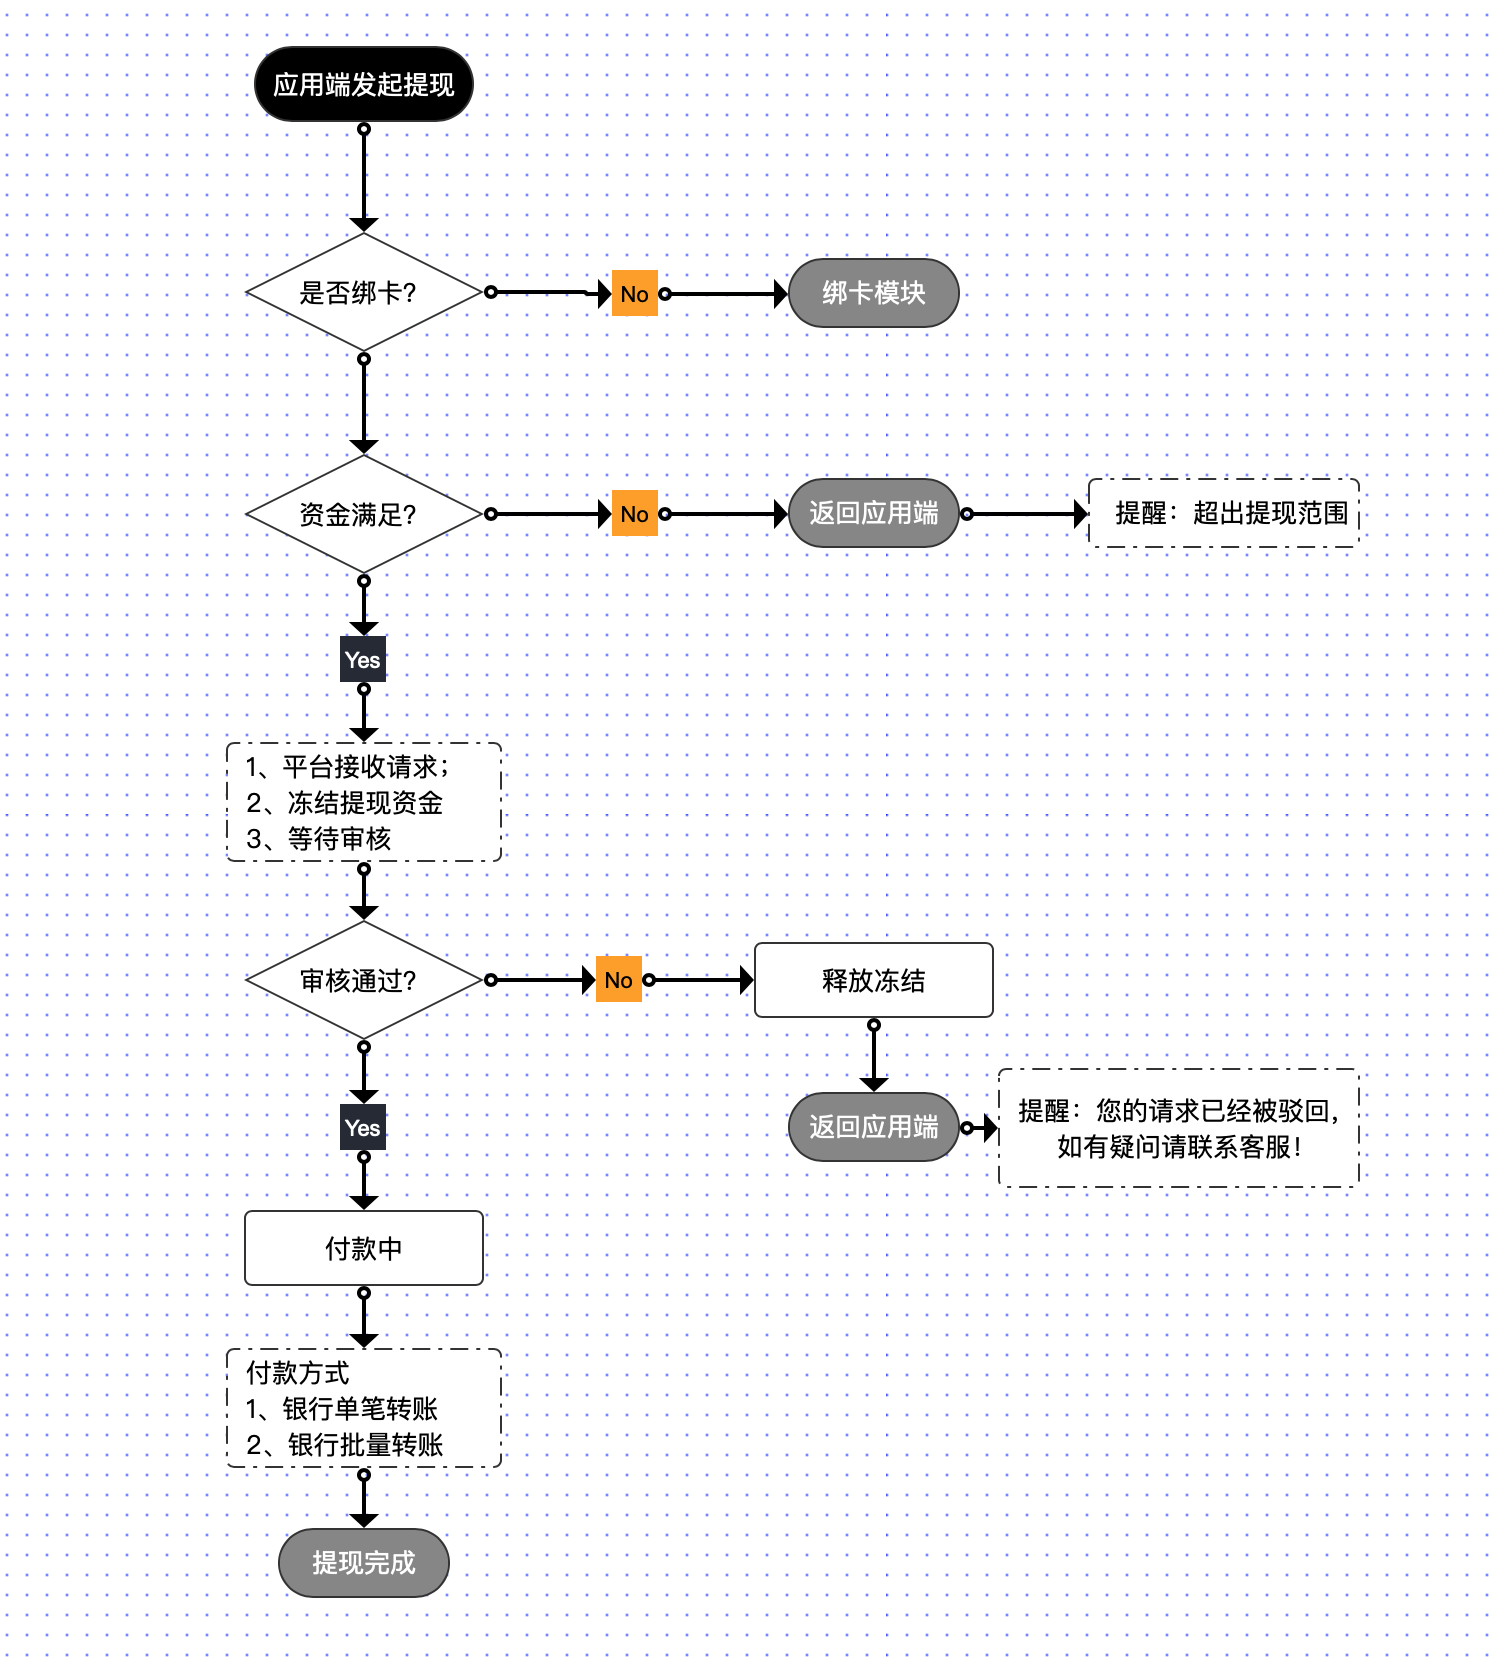 应用端发起提现
是否绑卡?
No
绑卡模块
资金满足?
No
返回应用端
提醒：超出提现范围
Yes
1、平台接收请求；
2、冻结提现资金
3、等待审核
审核通过?
No
释放冻结
返回应用端
提醒：您的请求已经被驳回，
如有疑问请联系客服！
Yes
付款中
付款方式
1、银行单笔转账
2、银行批量转账
提现完成